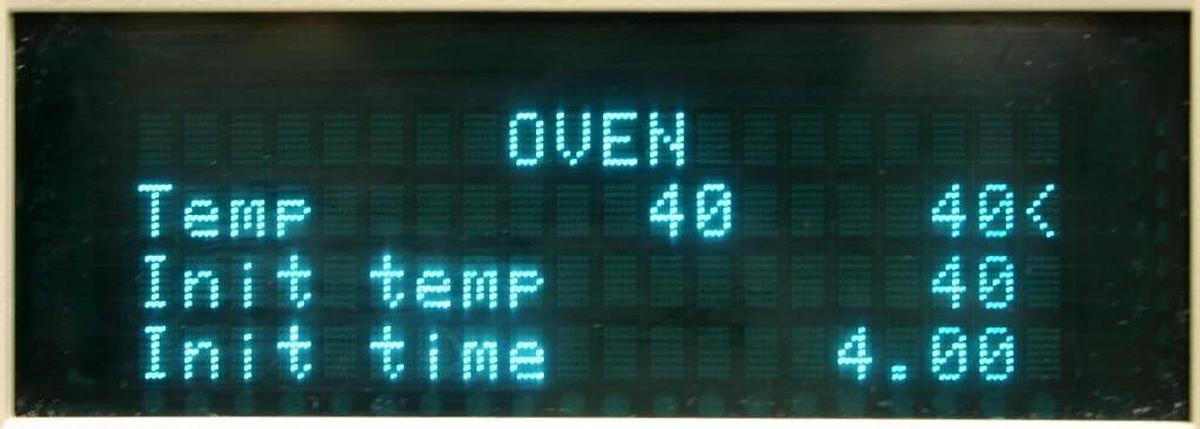 OVEN
Temp 40 40<
Init temp 40
Init time 4.00